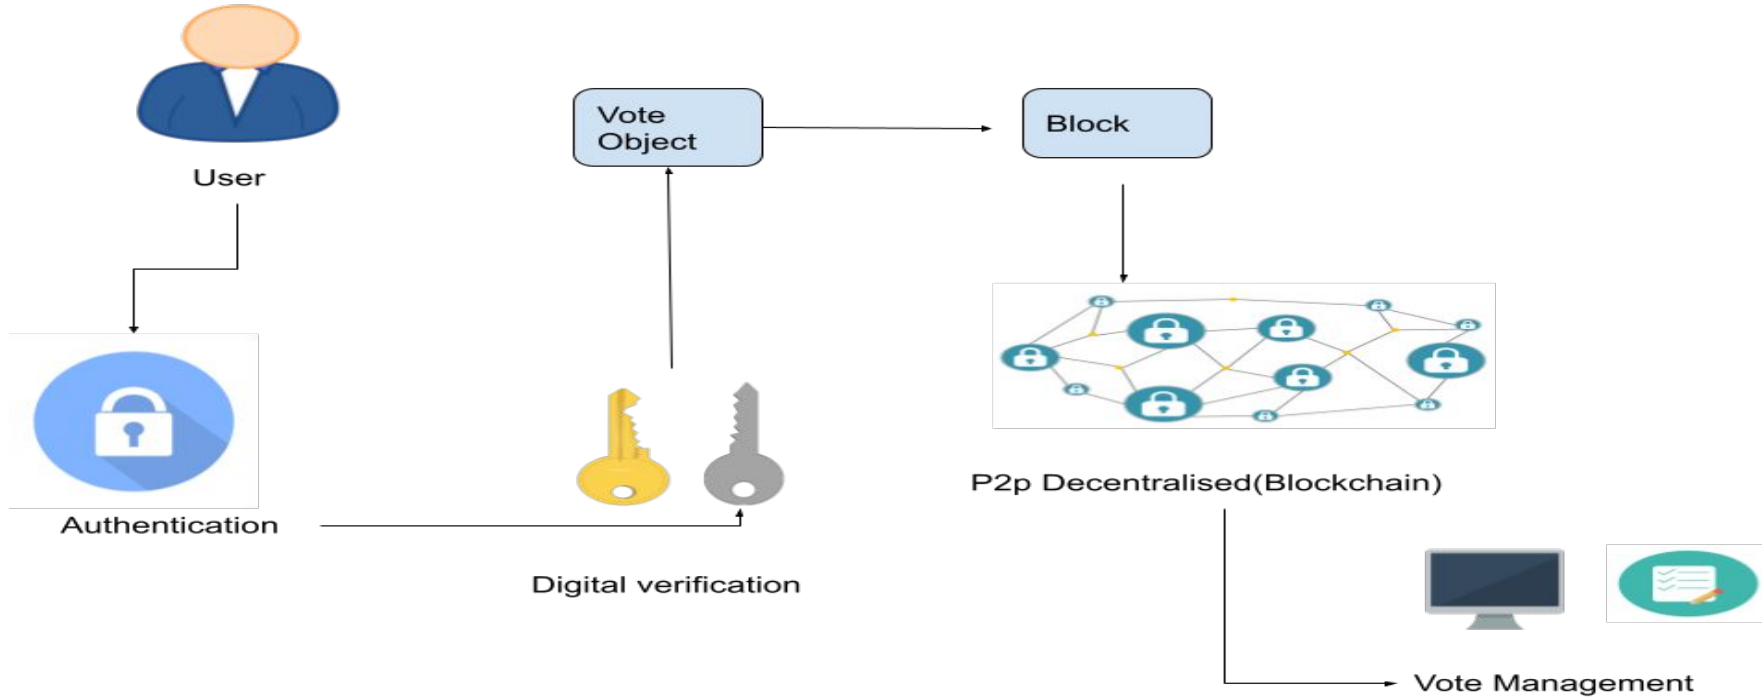 User
Authentication
Digital verification
Vote
Object
Block
P2p Decentralised(Blockchain)
Vote Management